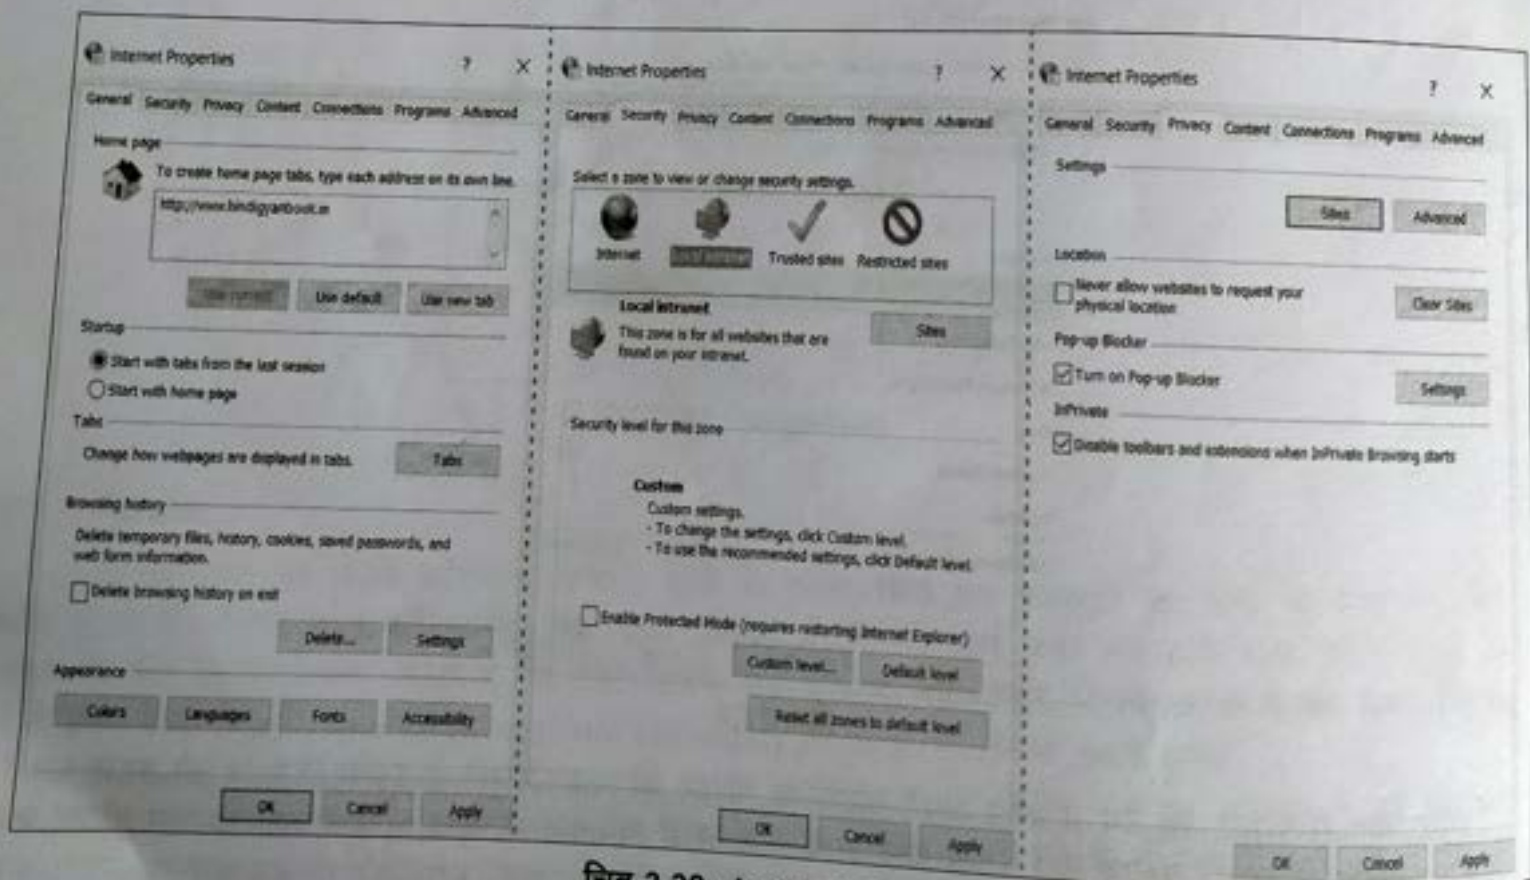 Internet Properties ? X
General Security Privacy Content Connections Programs Advanced
Home page
To create home page tabs, type each address on its own line.
http://www.hindigyanbook.in
Use current Use default Use new tab
Startup
Start with tabs from the last session
Start with home page
Tabs
Change how webpages are displayed in tabs. Tabs
Browsing history
Delete temporary files, history, cookies, saved passwords, and
web form information.
Delete browsing history on exit
Delete... Settings
Appearance
Colors Languages Fonts Accessibility
OK Cancel Apply
Internet Properties ? X
General Security Privacy Content Connections Programs Advanced
Select a zone to view or change security settings.
Internet Local intranet Trusted sites Restricted sites
Local intranet
This zone is for all websites that are
found on your intranet.
Sites
Security level for this zone
Custom
Custom settings.
- To change the settings, click Custom level.
- To use the recommended settings, click Default level.
Enable Protected Mode (requires restarting Internet Explorer)
Custom level... Default level
Reset all zones to default level
OK Cancel Apply
Internet Properties ? X
General Security Privacy Content Connections Programs Advanced
Settings
Sites Advanced
Location
Never allow websites to request your
physical location
Clear Sites
Pop-up Blocker
Turn on Pop-up Blocker Settings
InPrivate
Disable toolbars and extensions when InPrivate Browsing starts
OK Cancel Apply
चित्र